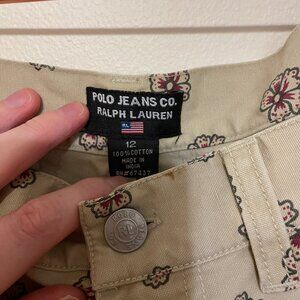 POLO JEANS CO.
RALPH LAUREN
12
100% COTTON
MADE IN
INDIA